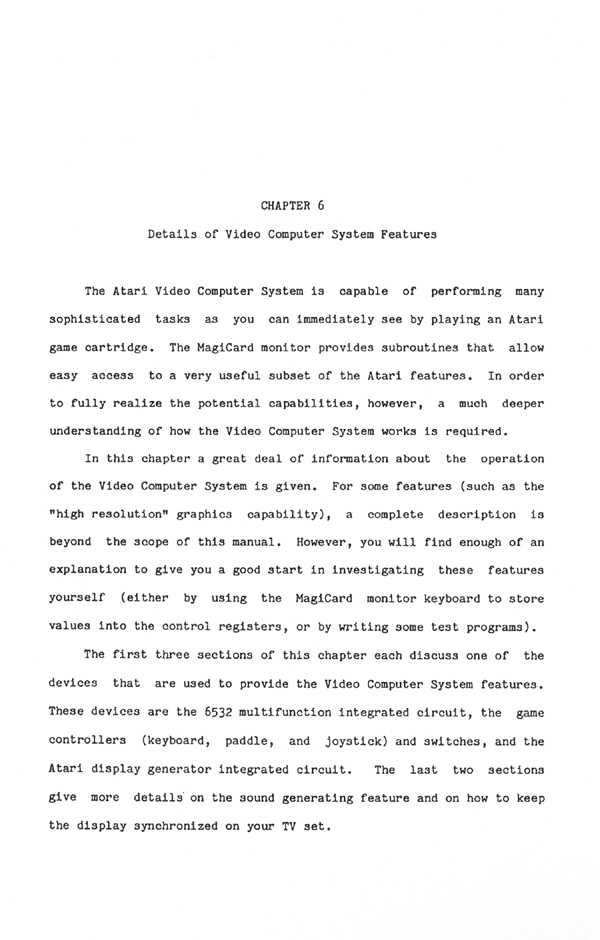 CHAPTER 6
Details of Video Computer System Features
The Atari Video Computer System is capable of performing many
sophisticated tasks as you can immediately see by playing an Atari
game cartridge. The MagiCard monitor provides subroutines that allow
easy access to a very useful subset of the Atari features. In order
to fully realize the potential capabilities, however, a much deeper
understanding of how the Video Computer System works is required.
In this chapter a great deal of information about the operation
of the Video Computer System is given. For some features (such as the
"high resolution" graphics capability), a complete description is
beyond the scope of this manual. However, you will find enough of an
explanation to give you a good start in investigating these features
yourself (either by using the MagiCard monitor keyboard to store
values into the control registers, or by writing some test programs).
The first three sections of this chapter each discuss one of the
devices that are used to provide the Video Computer System features.
These devices are the 6532 multifunction integrated circuit, the game
controllers (keyboard, paddle, and joystick) and switches, and the
Atari display generator integrated circuit. The last two sections
give more details on the sound generating feature and on how to keep
the display synchronized on your TV set.